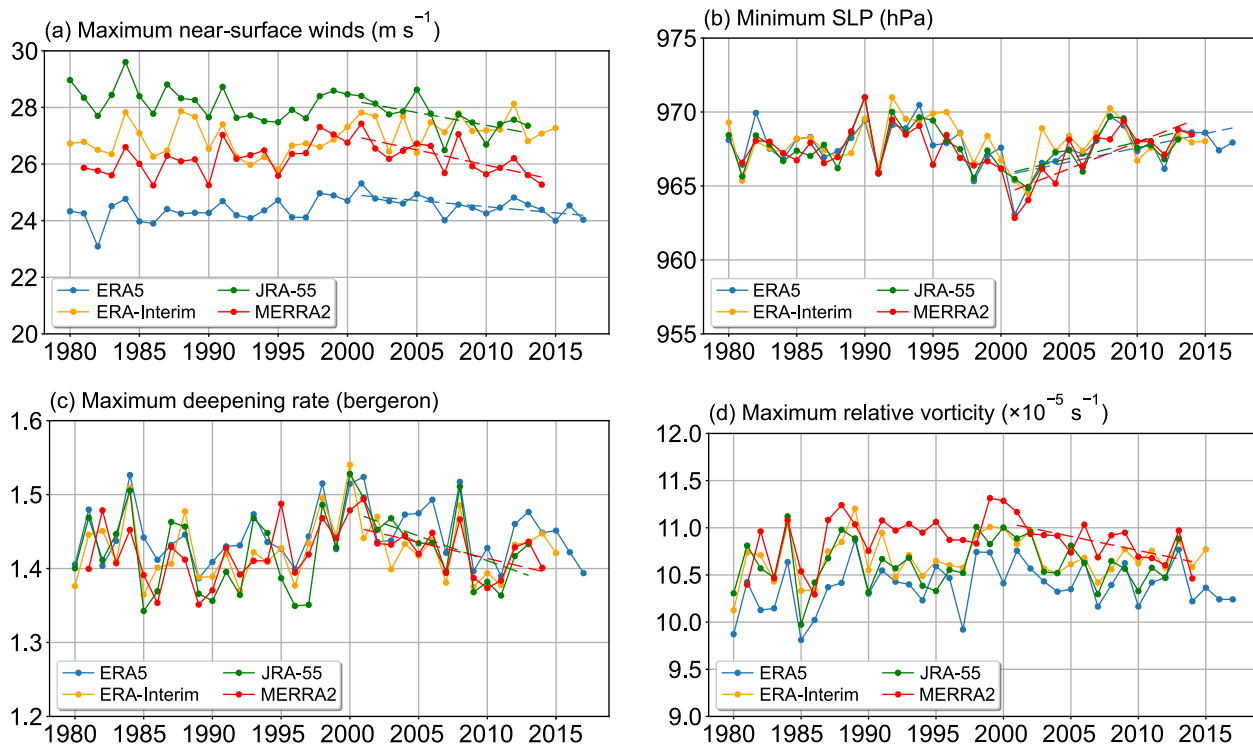 (a) Maximum near-surface winds (m s⁻¹)
30
28
26
24
22
20
ERA5
ERA-Interim
JRA-55
MERRA2
1980 1985 1990 1995 2000 2005 2010 2015
(b) Minimum SLP (hPa)
975
970
965
960
955
ERA5
ERA-Interim
JRA-55
MERRA2
1980 1985 1990 1995 2000 2005 2010 2015
(c) Maximum deepening rate (bergeron)
1.6
1.5
1.4
1.3
1.2
ERA5
ERA-Interim
JRA-55
MERRA2
1980 1985 1990 1995 2000 2005 2010 2015
(d) Maximum relative vorticity (×10⁻⁵ s⁻¹)
12.0
11.5
11.0
10.5
10.0
9.5
9.0
ERA5
ERA-Interim
JRA-55
MERRA2
1980 1985 1990 1995 2000 2005 2010 2015